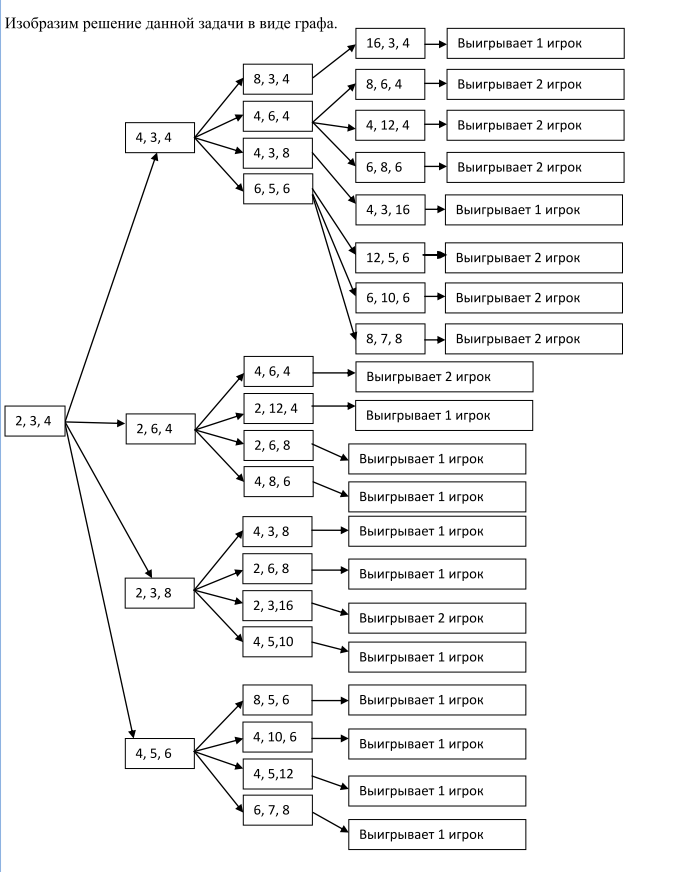 Изобразим решение данной задачи в виде графа.
16, 3, 4 Выигрывает 1 игрок
8, 3, 4
8, 6, 4 Выигрывает 2 игрок
4, 6, 4
4, 12, 4 Выигрывает 2 игрок
4, 3, 4
4, 3, 8
6, 8, 6 Выигрывает 2 игрок
6, 5, 6
4, 3, 16 Выигрывает 1 игрок
12, 5, 6 Выигрывает 2 игрок
6, 10, 6 Выигрывает 2 игрок
8, 7, 8 Выигрывает 2 игрок
4, 6, 4 Выигрывает 2 игрок
2, 12, 4 Выигрывает 1 игрок
2, 3, 4
2, 6, 4
2, 6, 8 Выигрывает 1 игрок
4, 8, 6 Выигрывает 1 игрок
4, 3, 8 Выигрывает 1 игрок
2, 6, 8 Выигрывает 1 игрок
2, 3, 8
2, 3,16 Выигрывает 2 игрок
4, 5,10 Выигрывает 1 игрок
8, 5, 6 Выигрывает 1 игрок
4, 10, 6 Выигрывает 1 игрок
4, 5, 6
4, 5,12 Выигрывает 1 игрок
6, 7, 8 Выигрывает 1 игрок